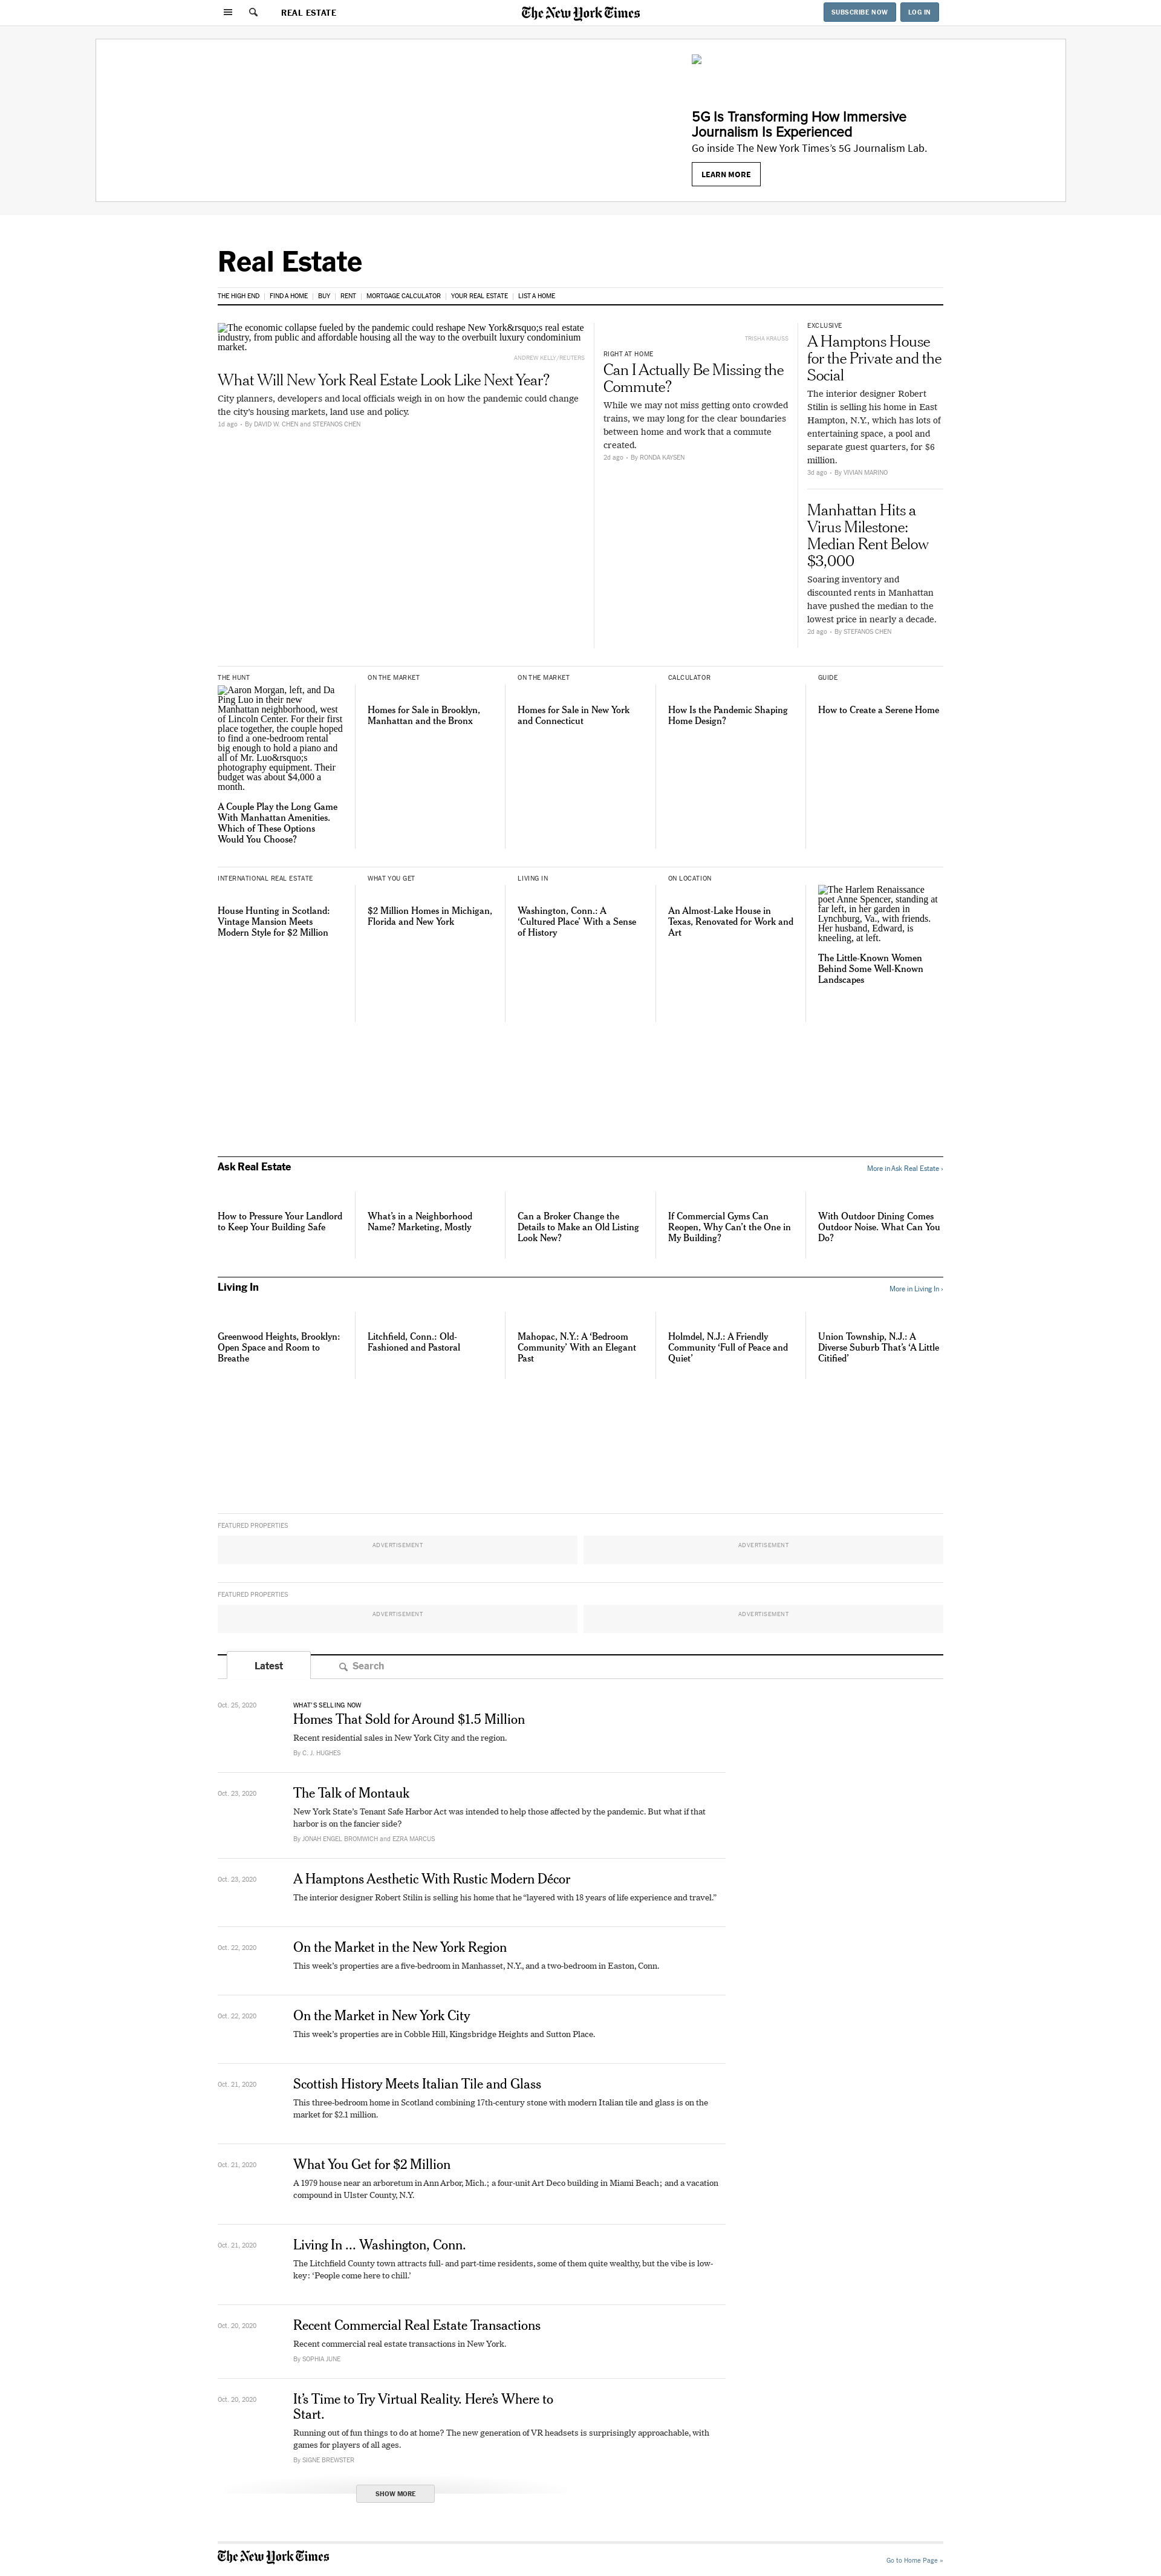 REAL ESTATE
The New York Times
SUBSCRIBE NOW
LOG IN
5G Is Transforming How Immersive
Journalism Is Experienced
Go inside The New York Times's 5G Journalism Lab.
LEARN MORE
Real Estate
THE HIGH END | FIND A HOME | BUY | RENT | MORTGAGE CALCULATOR | YOUR REAL ESTATE | LIST A HOME
The economic collapse fueled by the pandemic could reshape New York&rsquo;s real estate
industry, from public and affordable housing all the way to the overbuilt luxury condominium
market.
ANDREW KELLY/REUTERS
What Will New York Real Estate Look Like Next Year?
City planners, developers and local officials weigh in on how the pandemic could change
the city's housing markets, land use and policy.
1d ago • By DAVID W. CHEN and STEFANOS CHEN
TRISHA KRAUSS
RIGHT AT HOME
Can I Actually Be Missing the
Commute?
While we may not miss getting onto crowded
trains, we may long for the clear boundaries
between home and work that a commute
created.
2d ago • By RONDA KAYSEN
EXCLUSIVE
A Hamptons House
for the Private and the
Social
The interior designer Robert
Stilin is selling his home in East
Hampton, N.Y., which has lots of
entertaining space, a pool and
separate guest quarters, for $6
million.
3d ago • By VIVIAN MARINO
Manhattan Hits a
Virus Milestone:
Median Rent Below
$3,000
Soaring inventory and
discounted rents in Manhattan
have pushed the median to the
lowest price in nearly a decade.
2d ago • By STEFANOS CHEN
THE HUNT
Aaron Morgan, left, and Da
Ping Luo in their new
Manhattan neighborhood, west
of Lincoln Center. For their first
place together, the couple hoped
to find a one-bedroom rental
big enough to hold a piano and
all of Mr. Luo&rsquo;s
photography equipment. Their
budget was about $4,000 a
month.
A Couple Play the Long Game
With Manhattan Amenities.
Which of These Options
Would You Choose?
ON THE MARKET
Homes for Sale in Brooklyn,
Manhattan and the Bronx
ON THE MARKET
Homes for Sale in New York
and Connecticut
CALCULATOR
How Is the Pandemic Shaping
Home Design?
GUIDE
How to Create a Serene Home
INTERNATIONAL REAL ESTATE
House Hunting in Scotland:
Vintage Mansion Meets
Modern Style for $2 Million
WHAT YOU GET
$2 Million Homes in Michigan,
Florida and New York
LIVING IN
Washington, Conn.: A
‘Cultured Place’ With a Sense
of History
ON LOCATION
An Almost-Lake House in
Texas, Renovated for Work and
Art
The Harlem Renaissance
poet Anne Spencer, standing at
far left, in her garden in
Lynchburg, Va., with friends.
Her husband, Edward, is
kneeling, at left.
The Little-Known Women
Behind Some Well-Known
Landscapes
Ask Real Estate
More in Ask Real Estate ›
How to Pressure Your Landlord
to Keep Your Building Safe
What's in a Neighborhood
Name? Marketing, Mostly
Can a Broker Change the
Details to Make an Old Listing
Look New?
If Commercial Gyms Can
Reopen, Why Can't the One in
My Building?
With Outdoor Dining Comes
Outdoor Noise. What Can You
Do?
Living In
More in Living In ›
Greenwood Heights, Brooklyn:
Open Space and Room to
Breathe
Litchfield, Conn.: Old-
Fashioned and Pastoral
Mahopac, N.Y.: A ‘Bedroom
Community’ With an Elegant
Past
Holmdel, N.J.: A Friendly
Community ‘Full of Peace and
Quiet’
Union Township, N.J.: A
Diverse Suburb That's ‘A Little
Citified’
FEATURED PROPERTIES
ADVERTISEMENT
ADVERTISEMENT
FEATURED PROPERTIES
ADVERTISEMENT
ADVERTISEMENT
Latest
Search
Oct. 25, 2020
WHAT'S SELLING NOW
Homes That Sold for Around $1.5 Million
Recent residential sales in New York City and the region.
By C. J. HUGHES
Oct. 23, 2020
The Talk of Montauk
New York State's Tenant Safe Harbor Act was intended to help those affected by the pandemic. But what if that
harbor is on the fancier side?
By JONAH ENGEL BROMWICH and EZRA MARCUS
Oct. 23, 2020
A Hamptons Aesthetic With Rustic Modern Décor
The interior designer Robert Stilin is selling his home that he “layered with 18 years of life experience and travel.”
Oct. 22, 2020
On the Market in the New York Region
This week's properties are a five-bedroom in Manhasset, N.Y., and a two-bedroom in Easton, Conn.
Oct. 22, 2020
On the Market in New York City
This week's properties are in Cobble Hill, Kingsbridge Heights and Sutton Place.
Oct. 21, 2020
Scottish History Meets Italian Tile and Glass
This three-bedroom home in Scotland combining 17th-century stone with modern Italian tile and glass is on the
market for $2.1 million.
Oct. 21, 2020
What You Get for $2 Million
A 1979 house near an arboretum in Ann Arbor, Mich.; a four-unit Art Deco building in Miami Beach; and a vacation
compound in Ulster County, N.Y.
Oct. 21, 2020
Living In ... Washington, Conn.
The Litchfield County town attracts full- and part-time residents, some of them quite wealthy, but the vibe is low-
key: ‘People come here to chill.’
Oct. 20, 2020
Recent Commercial Real Estate Transactions
Recent commercial real estate transactions in New York.
By SOPHIA JUNE
Oct. 20, 2020
It's Time to Try Virtual Reality. Here's Where to
Start.
Running out of fun things to do at home? The new generation of VR headsets is surprisingly approachable, with
games for players of all ages.
By SIGNE BREWSTER
SHOW MORE
The New York Times
Go to Home Page »